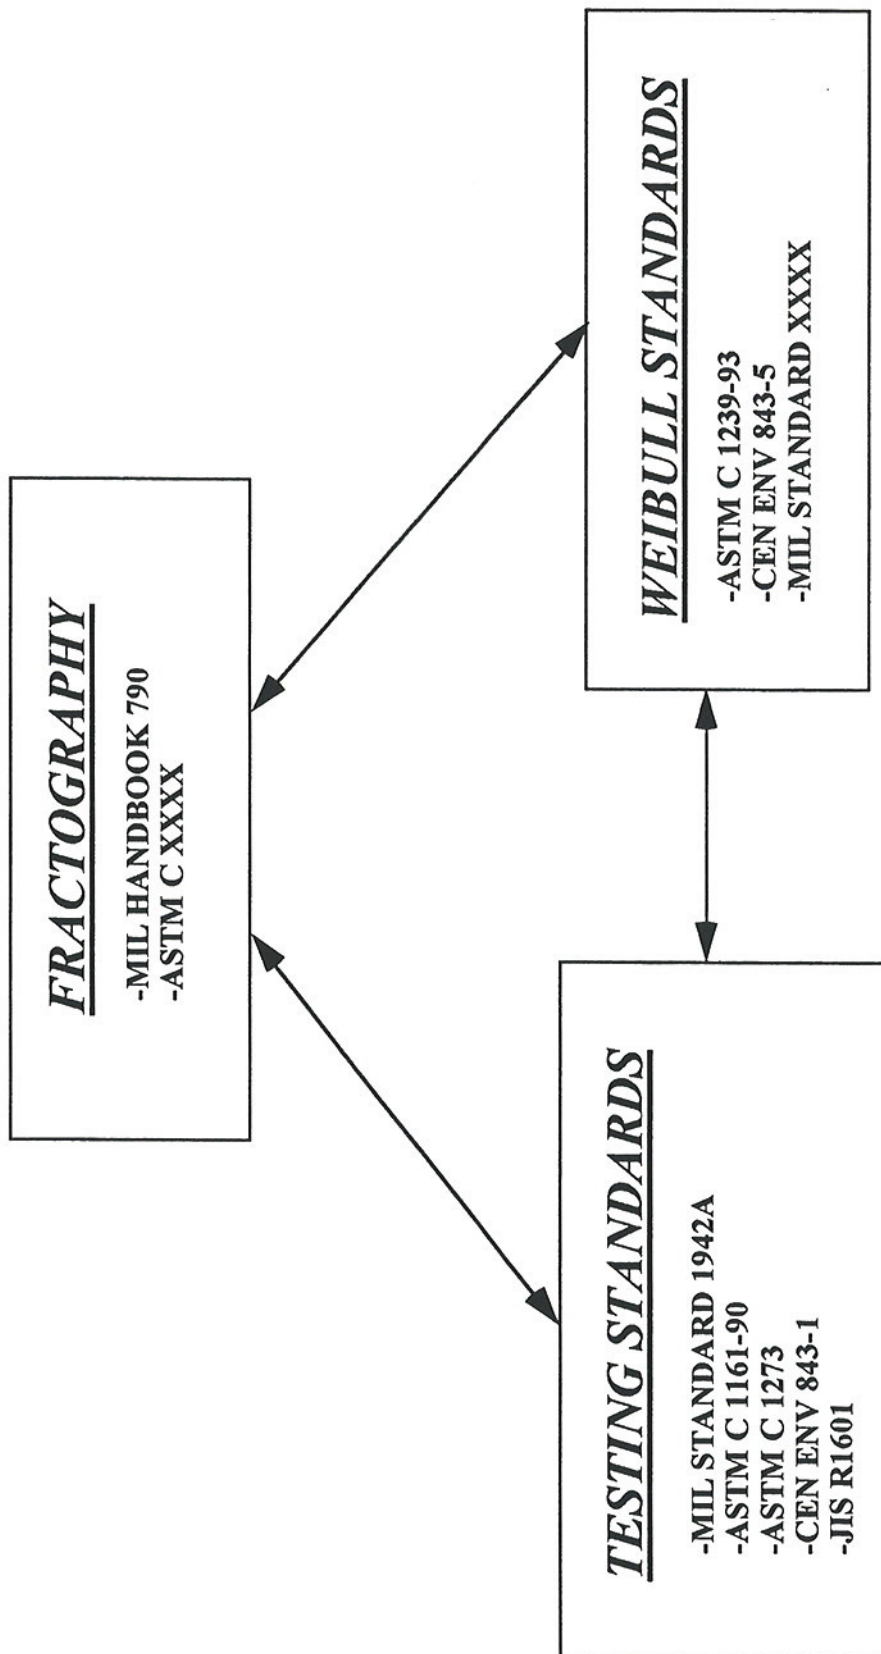 FRACTOGRAPHY
-MIL HANDBOOK 790
-ASTM C XXXX
TESTING STANDARDS
-MIL STANDARD 1942A
-ASTM C 1161-90
-ASTM C 1273
-CEN ENV 843-1
-JIS R1601
WEIBULL STANDARDS
-ASTM C 1239-93
-CEN ENV 843-5
-MIL STANDARD XXXX